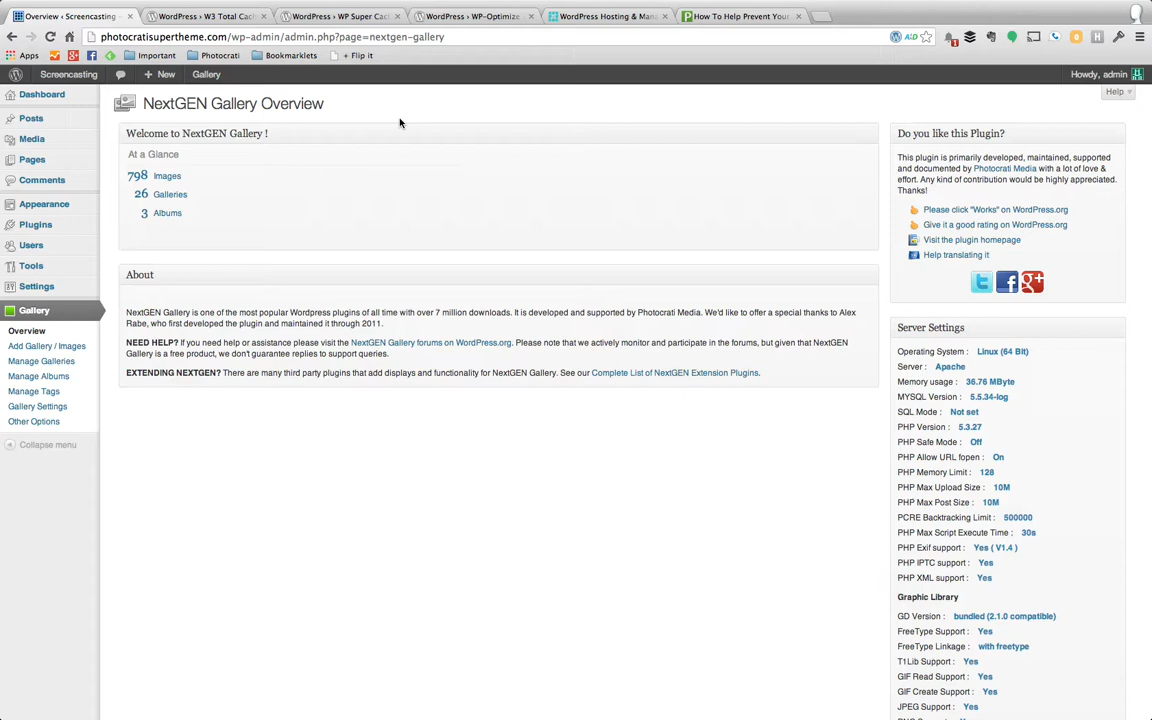 Overview ‹ Screencasting
WordPress › W3 Total Cac
WordPress › WP Super Cac
WordPress › WP-Optimize
WordPress Hosting & Man
How To Help Prevent Your
photocratisupertheme.com/wp-admin/admin.php?page=nextgen-gallery
Apps
Important
Photocrati
Bookmarklets
+ Flip it
Screencasting
+ New
Gallery
Howdy, admin
Help
Dashboard
Posts
Media
Pages
Comments
Appearance
Plugins
Users
Tools
Settings
Gallery
Overview
Add Gallery / Images
Manage Galleries
Manage Albums
Manage Tags
Gallery Settings
Other Options
Collapse menu
NextGEN Gallery Overview
Welcome to NextGEN Gallery !
At a Glance
798 Images
26 Galleries
3 Albums
About
NextGEN Gallery is one of the most popular Wordpress plugins of all time with over 7 million downloads. It is developed and supported by Photocrati Media. We'd like to offer a special thanks to Alex
Rabe, who first developed the plugin and maintained it through 2011.
NEED HELP? If you need help or assistance please visit the NextGEN Gallery forums on WordPress.org. Please note that we actively monitor and participate in the forums, but given that NextGEN
Gallery is a free product, we don't guarantee replies to support queries.
EXTENDING NEXTGEN? There are many third party plugins that add displays and functionality for NextGEN Gallery. See our Complete List of NextGEN Extension Plugins.
Do you like this Plugin?
This plugin is primarily developed, maintained, supported
and documented by Photocrati Media with a lot of love &
effort. Any kind of contribution would be highly appreciated.
Thanks!
Please click "Works" on WordPress.org
Give it a good rating on WordPress.org
Visit the plugin homepage
Help translating it
Server Settings
Operating System : Linux (64 Bit)
Server : Apache
Memory usage : 36.76 MByte
MYSQL Version : 5.5.34-log
SQL Mode : Not set
PHP Version : 5.3.27
PHP Safe Mode : Off
PHP Allow URL fopen : On
PHP Memory Limit : 128
PHP Max Upload Size : 10M
PHP Max Post Size : 10M
PCRE Backtracking Limit : 500000
PHP Max Script Execute Time : 30s
PHP Exif support : Yes ( V1.4 )
PHP IPTC support : Yes
PHP XML support : Yes
Graphic Library
GD Version : bundled (2.1.0 compatible)
FreeType Support : Yes
FreeType Linkage : with freetype
T1Lib Support : Yes
GIF Read Support : Yes
GIF Create Support : Yes
JPEG Support : Yes